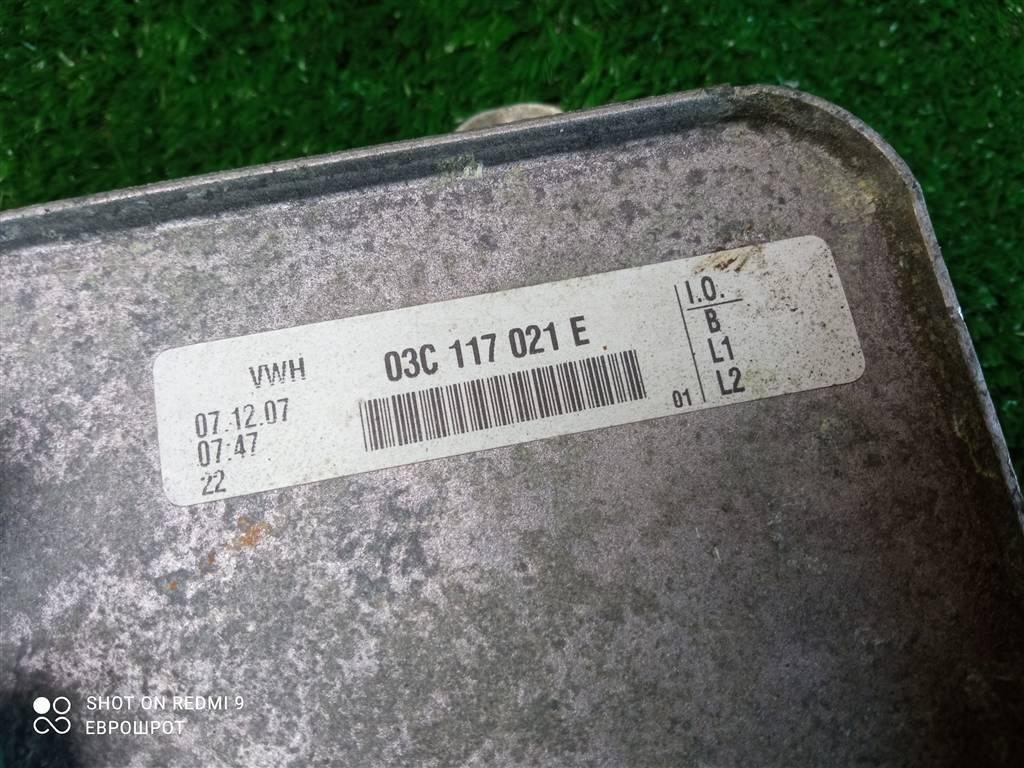 VWH
03C 117 021 E
07.12.07
07:47
22
01
I.O.
B
L1
L2
SHOT ON REDMI 9
ЕВРОШРОТ